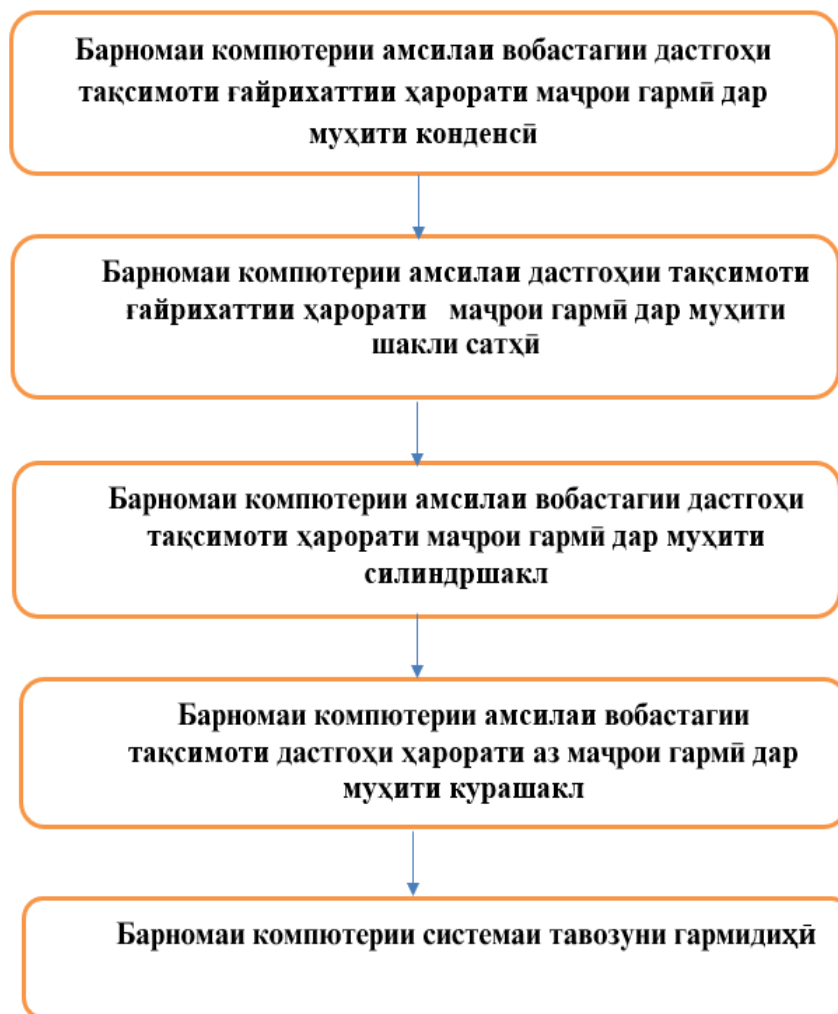 Барномаи компютерии амсилаи вобастагии дастгоҳи
тақсимоти ғайрихаттии ҳарорати маҷрои гармӣ дар
муҳити конденсӣ
Барномаи компютерии амсилаи дастгоҳии тақсимоти
ғайрихаттии ҳарорати маҷрои гармӣ дар муҳити
шакли сатҳӣ
Барномаи компютерии амсилаи вобастагии дастгоҳи
тақсимоти ҳарорати маҷрои гармӣ дар муҳити
силиндршакл
Барномаи компютерии амсилаи вобастагии
тақсимоти дастгоҳи ҳарорати аз маҷрои гармӣ дар
муҳити курашакл
Барномаи компютерии системаи тавозуни гармидиҳӣ